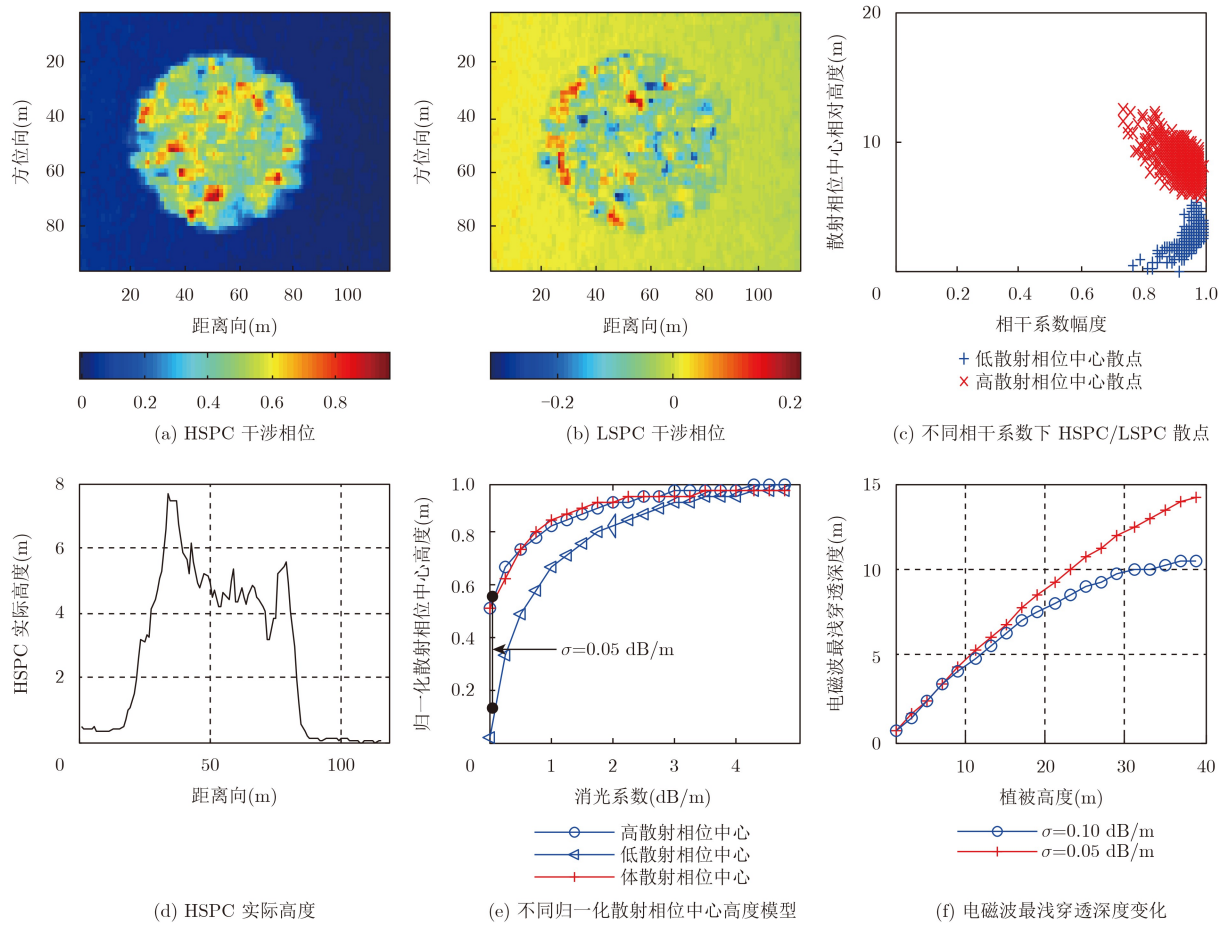 20
40
60
80
方位向(m)
20
40
60
80
100
距离向(m)
0
0.2
0.4
0.6
0.8
(a) HSPC 干涉相位
20
40
60
80
方位向(m)
20
40
60
80
100
距离向(m)
−0.2
0
0.2
(b) LSPC 干涉相位
20
10
0
散射相位中心相对高度(m)
0.2
0.4
0.6
0.8
1.0
相干系数幅度
低散射相位中心散点
高散射相位中心散点
(c) 不同相干系数下 HSPC/LSPC 散点
8
6
4
2
0
HSPC 实际高度(m)
50
100
距离向(m)
(d) HSPC 实际高度
1.0
0.8
0.6
0.4
0.2
0
归一化散射相位中心高度(m)
σ=0.05 dB/m
1
2
3
4
消光系数(dB/m)
高散射相位中心
低散射相位中心
体散射相位中心
(e) 不同归一化散射相位中心高度模型
15
10
5
0
电磁波最浅穿透深度(m)
10
20
30
40
植被高度(m)
σ=0.10 dB/m
σ=0.05 dB/m
(f) 电磁波最浅穿透深度变化